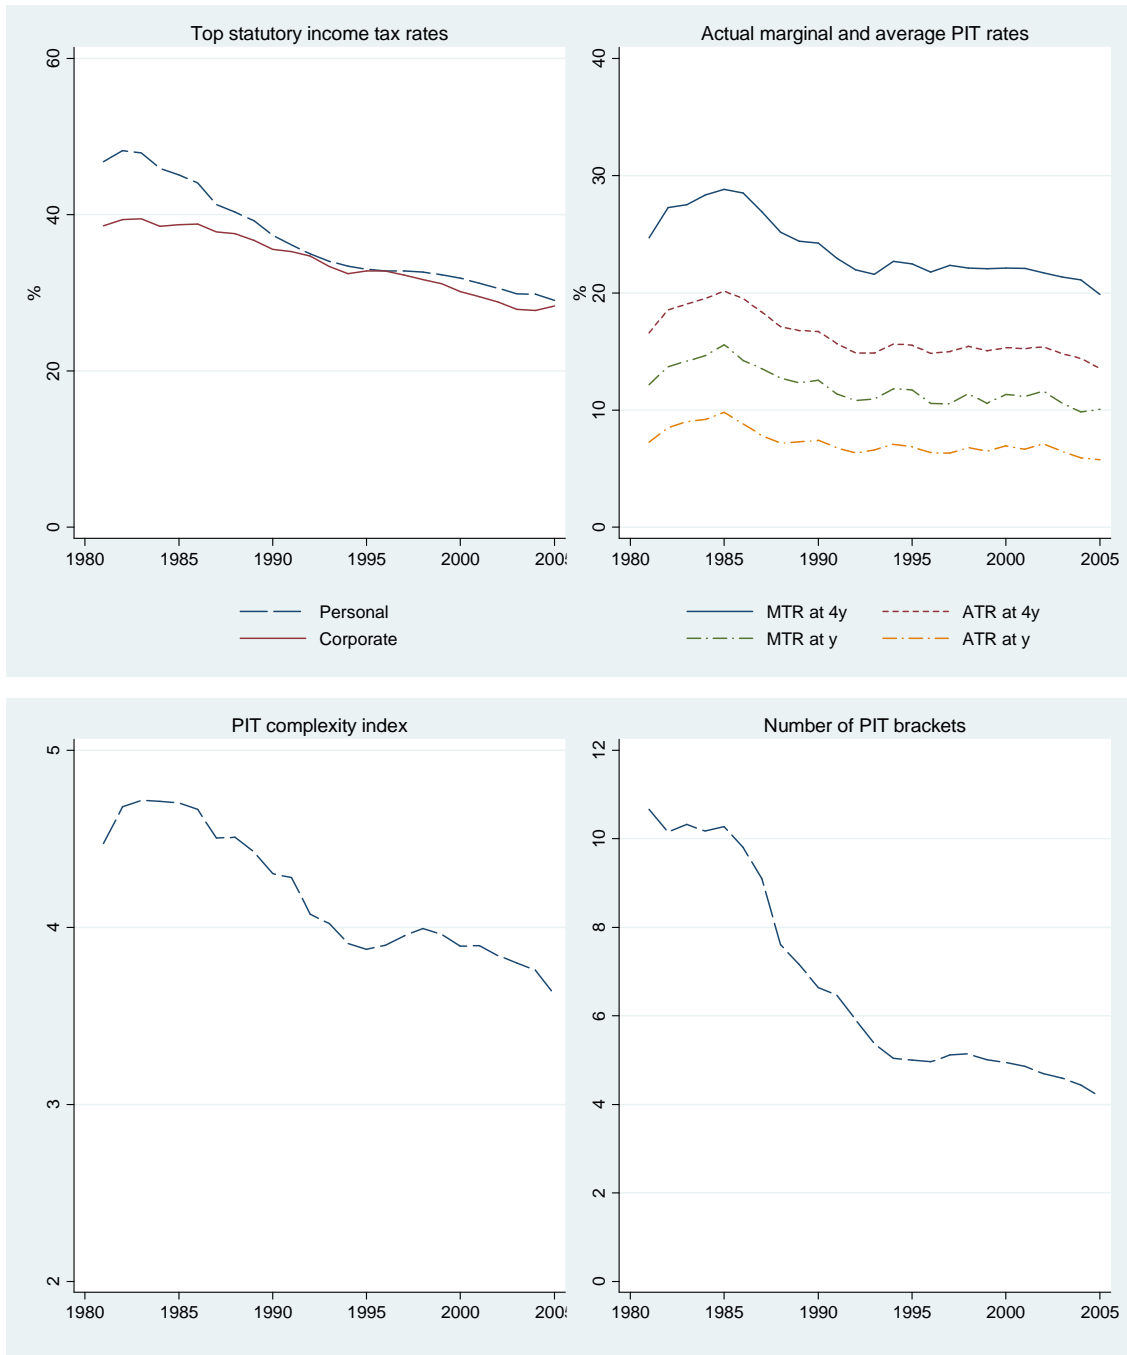 Top statutory income tax rates
60
40
20
0
%
1980 1985 1990 1995 2000 2005
Personal
Corporate
Actual marginal and average PIT rates
40
30
20
10
0
%
1980 1985 1990 1995 2000 2005
MTR at 4y ATR at 4y
MTR at y ATR at y
PIT complexity index
5
4
3
2
1980 1985 1990 1995 2000 2005
Number of PIT brackets
12
10
8
6
4
2
0
1980 1985 1990 1995 2000 2005